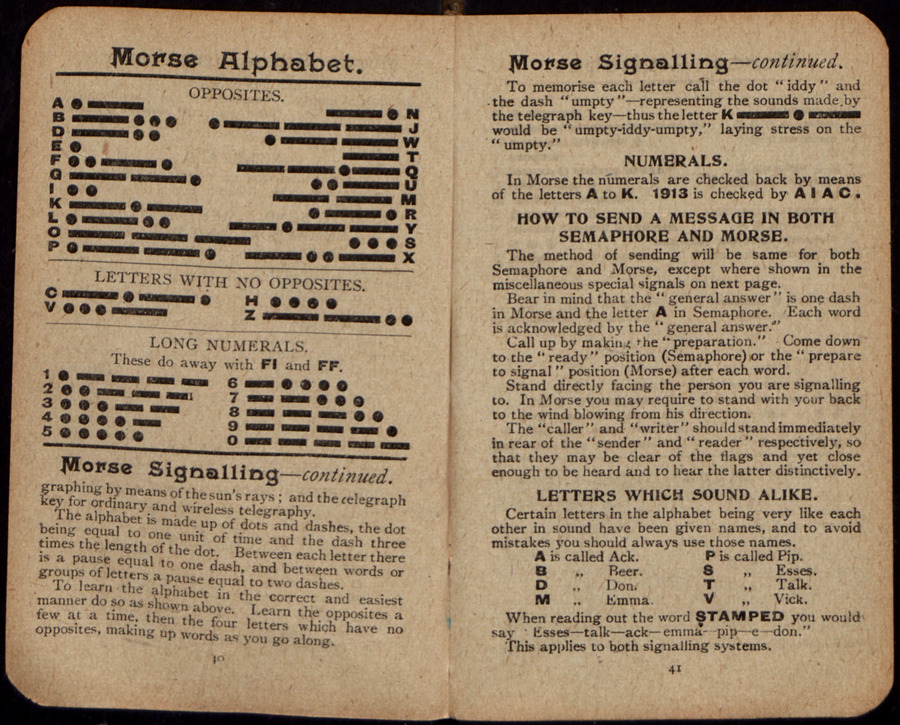 Morse Alphabet.
OPPOSITES.
A N
B J
D W
E T
F Q
G U
I M
K R
L Y
O S
P X
LETTERS WITH NO OPPOSITES.
C H
V Z
LONG NUMERALS.
These do away with FI and FF.
1 6
2 7
3 8
4 9
5 0
Morse Signalling—continued.
graphing by means of the sun's rays; and the telegraph
key for ordinary and wireless telegraphy.
The alphabet is made up of dots and dashes, the dot
being equal to one unit of time and the dash three
times the length of the dot. Between each letter there
is a pause equal to one dash, and between words or
groups of letters a pause equal to two dashes.
To learn the alphabet in the correct and easiest
manner do so as shown above. Learn the opposites a
few at a time, then the four letters which have no
opposites, making up words as you go along.
Morse Signalling—continued.
To memorise each letter call the dot "iddy" and
the dash "umpty"—representing the sounds made by
the telegraph key—thus the letter K
would be "umpty-iddy-umpty," laying stress on the
"umpty."
NUMERALS.
In Morse the numerals are checked back by means
of the letters A to K. 1913 is checked by A I A C.
HOW TO SEND A MESSAGE IN BOTH
SEMAPHORE AND MORSE.
The method of sending will be same for both
Semaphore and Morse, except where shown in the
miscellaneous special signals on next page.
Bear in mind that the "general answer" is one dash
in Morse and the letter A in Semaphore. Each word
is acknowledged by the "general answer."
Call up by making the "preparation." Come down
to the "ready" position (Semaphore) or the "prepare
to signal" position (Morse) after each word.
Stand directly facing the person you are signalling
to. In Morse you may require to stand with your back
to the wind blowing from his direction.
The "caller" and "writer" should stand immediately
in rear of the "sender" and "reader" respectively, so
that they may be clear of the flags and yet close
enough to be heard and to hear the latter distinctively.
LETTERS WHICH SOUND ALIKE.
Certain letters in the alphabet being very like each
other in sound have been given names, and to avoid
mistakes you should always use those names.
A is called Ack. P is called Pip.
B ,, Beer. S ,, Esses.
D ,, Don. T ,, Talk.
M ,, Emma. V ,, Vick.
When reading out the word STAMPED you would
say "Esses—talk—ack—emma—pip—e—don."
This applies to both signalling systems.
41